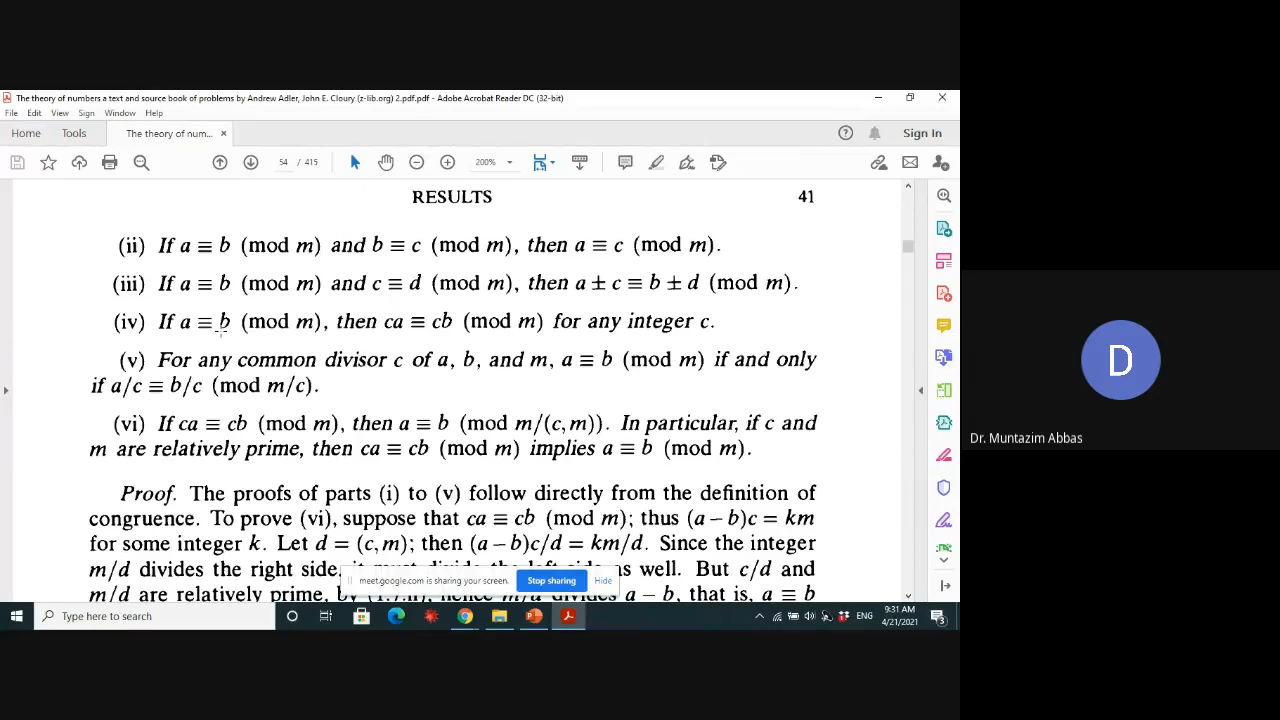 The theory of numbers a text and source book of problems by Andrew Adler, John E. Cloury (z-lib.org) 2.pdf.pdf - Adobe Acrobat Reader DC (32-bit)
File Edit View Sign Window Help
Home Tools The theory of num... × Sign In
54 / 415 200%
RESULTS 41
(ii) If a ≡ b (mod m) and b ≡ c (mod m), then a ≡ c (mod m).
(iii) If a ≡ b (mod m) and c ≡ d (mod m), then a ± c ≡ b ± d (mod m).
(iv) If a ≡ b (mod m), then ca ≡ cb (mod m) for any integer c.
(v) For any common divisor c of a, b, and m, a ≡ b (mod m) if and only
if a/c ≡ b/c (mod m/c).
(vi) If ca ≡ cb (mod m), then a ≡ b (mod m/(c, m)). In particular, if c and
m are relatively prime, then ca ≡ cb (mod m) implies a ≡ b (mod m).
Proof. The proofs of parts (i) to (v) follow directly from the definition of
congruence. To prove (vi), suppose that ca ≡ cb (mod m); thus (a − b)c = km
for some integer k. Let d = (c, m); then (a − b)c/d = km/d. Since the integer
m/d divides the right side, as well. But c/d and
meet.google.com is sharing your screen. Stop sharing Hide
m/d are relatively prime, a − b, that is, a ≡ b
Type here to search
ENG
9:31 AM
4/21/2021
3
D
Dr. Muntazim Abbas